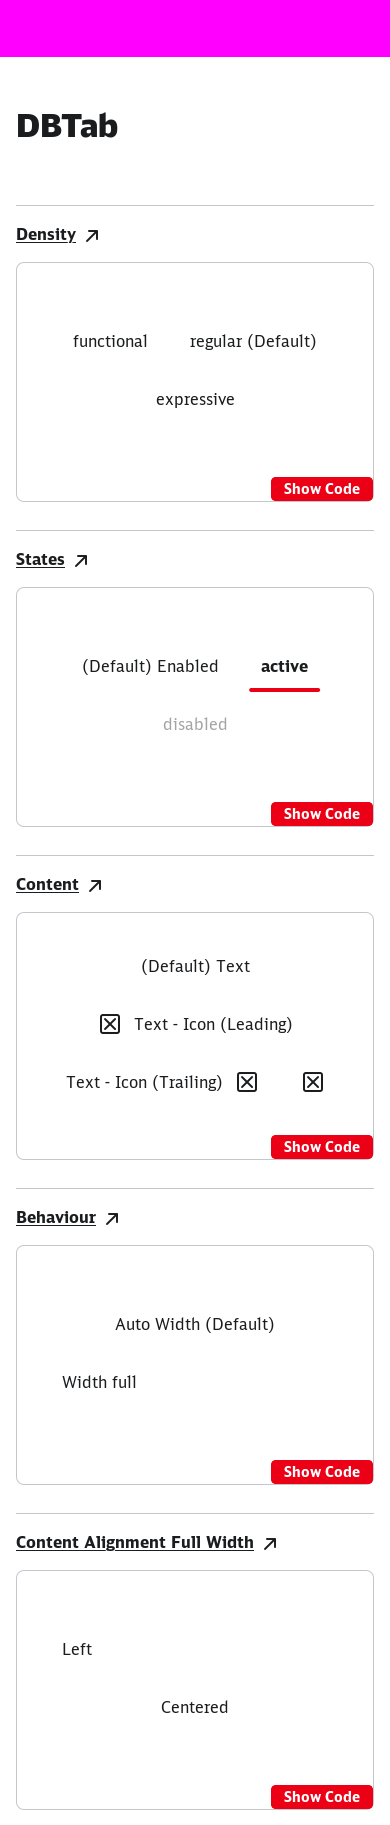 DBTab
Density
functional regular (Default)
expressive
Show Code
States
(Default) Enabled active
disabled
Show Code
Content
(Default) Text
Text - Icon (Leading)
Text - Icon (Trailing)
Show Code
Behaviour
Auto Width (Default)
Width full
Show Code
Content Alignment Full Width
Left
Centered
Show Code